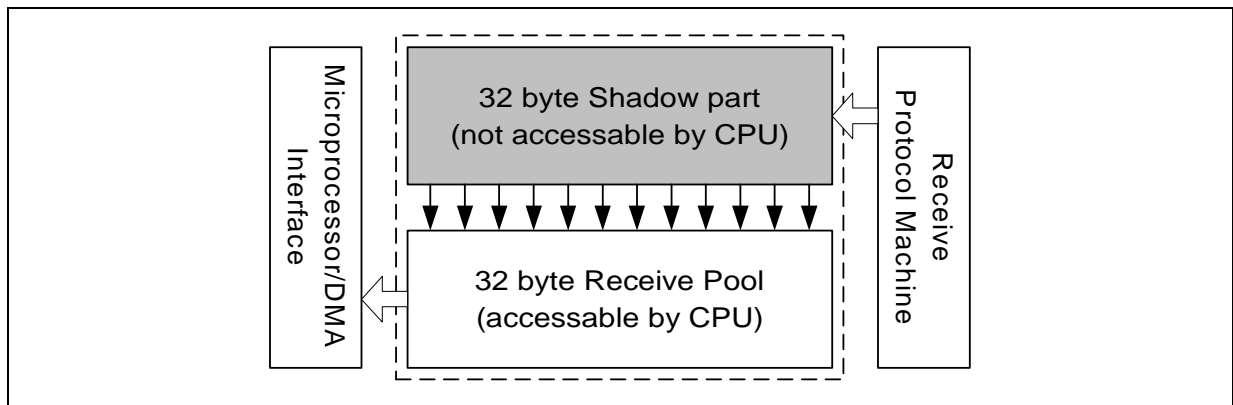 Microprocessor/DMA
Interface
32 byte Shadow part
(not accessable by CPU)
32 byte Receive Pool
(accessable by CPU)
Receive
Protocol Machine